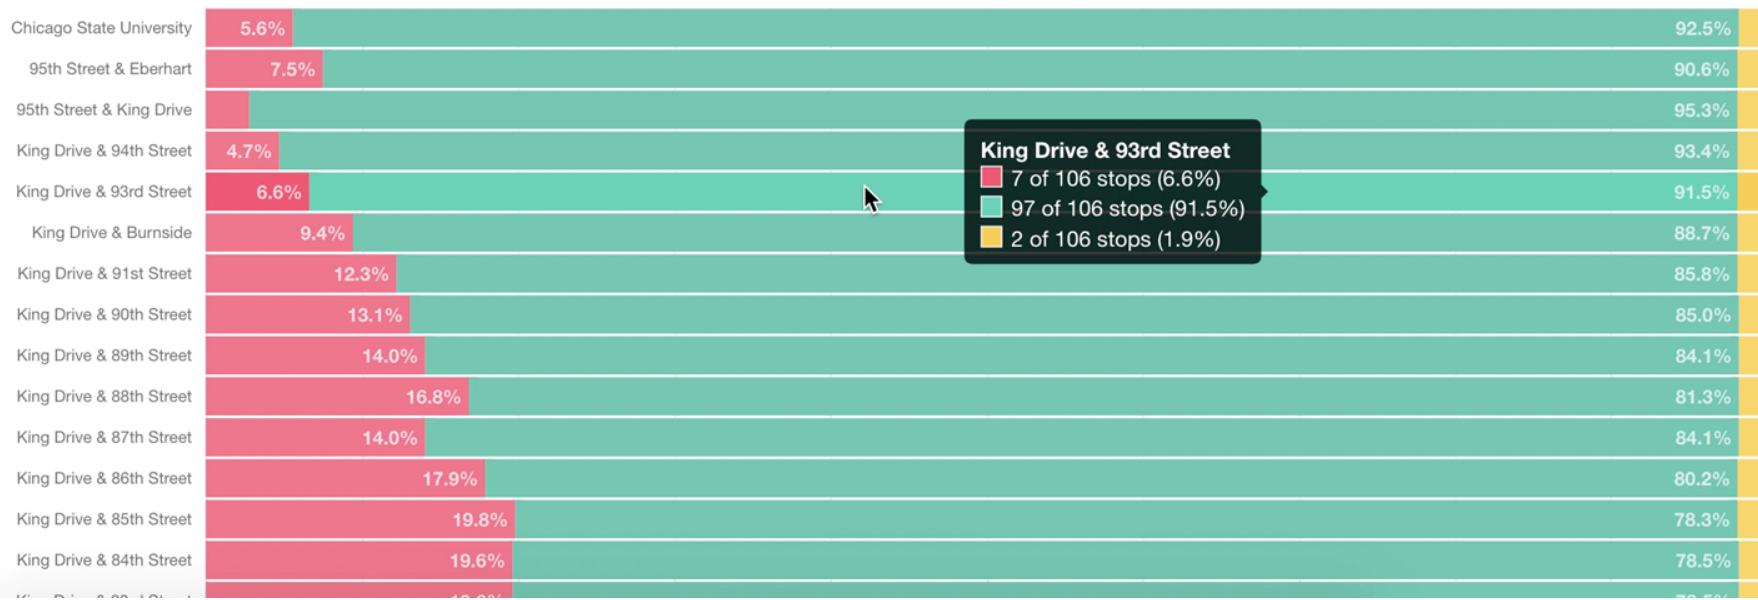 Chicago State University 5.6% 92.5%
95th Street & Eberhart 7.5% 90.6%
95th Street & King Drive 95.3%
King Drive & 94th Street 4.7% 93.4%
King Drive & 93rd Street 6.6% 91.5%
King Drive & 93rd Street
7 of 106 stops (6.6%)
97 of 106 stops (91.5%)
2 of 106 stops (1.9%)
King Drive & Burnside 9.4% 88.7%
King Drive & 91st Street 12.3% 85.8%
King Drive & 90th Street 13.1% 85.0%
King Drive & 89th Street 14.0% 84.1%
King Drive & 88th Street 16.8% 81.3%
King Drive & 87th Street 14.0% 84.1%
King Drive & 86th Street 17.9% 80.2%
King Drive & 85th Street 19.8% 78.3%
King Drive & 84th Street 19.6% 78.5%